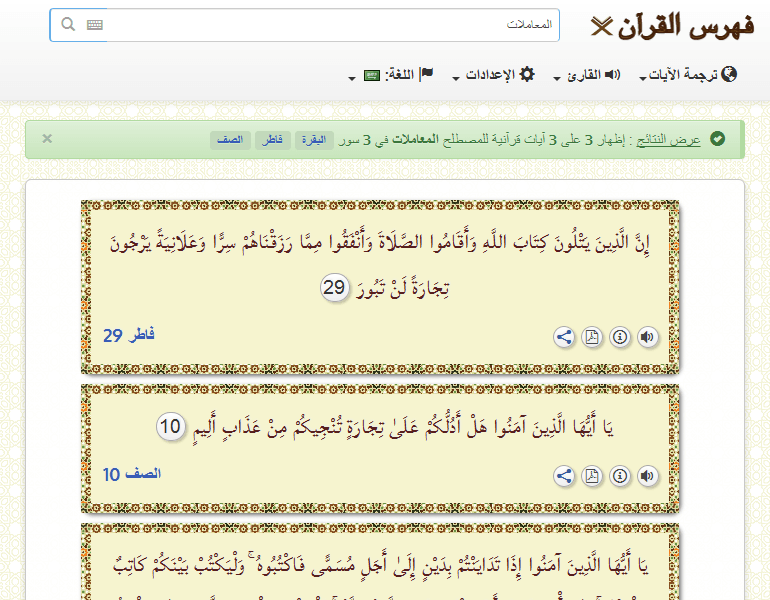 فهرس القرآن
المعاملات
ترجمة الآيات
القارئ
الإعدادات
اللغة:
عرض النتائج : إظهار 3 على 3 آيات قرآنية للمصطلح المعاملات في 3 سور البقرة فاطر الصف ×
إِنَّ الَّذِينَ يَتْلُونَ كِتَابَ اللَّهِ وَأَقَامُوا الصَّلَاةَ وَأَنْفَقُوا مِمَّا رَزَقْنَاهُمْ سِرًّا وَعَلَانِيَةً يَرْجُونَ
تِجَارَةً لَنْ تَبُورَ 29
فاطر 29
يَا أَيُّهَا الَّذِينَ آمَنُوا هَلْ أَدُلُّكُمْ عَلَىٰ تِجَارَةٍ تُنْجِيكُمْ مِنْ عَذَابٍ أَلِيمٍ 10
الصف 10
يَا أَيُّهَا الَّذِينَ آمَنُوا إِذَا تَدَايَنْتُمْ بِدَيْنٍ إِلَىٰ أَجَلٍ مُسَمًّى فَاكْتُبُوهُ ۚ وَلْيَكْتُبْ بَيْنَكُمْ كَاتِبٌ